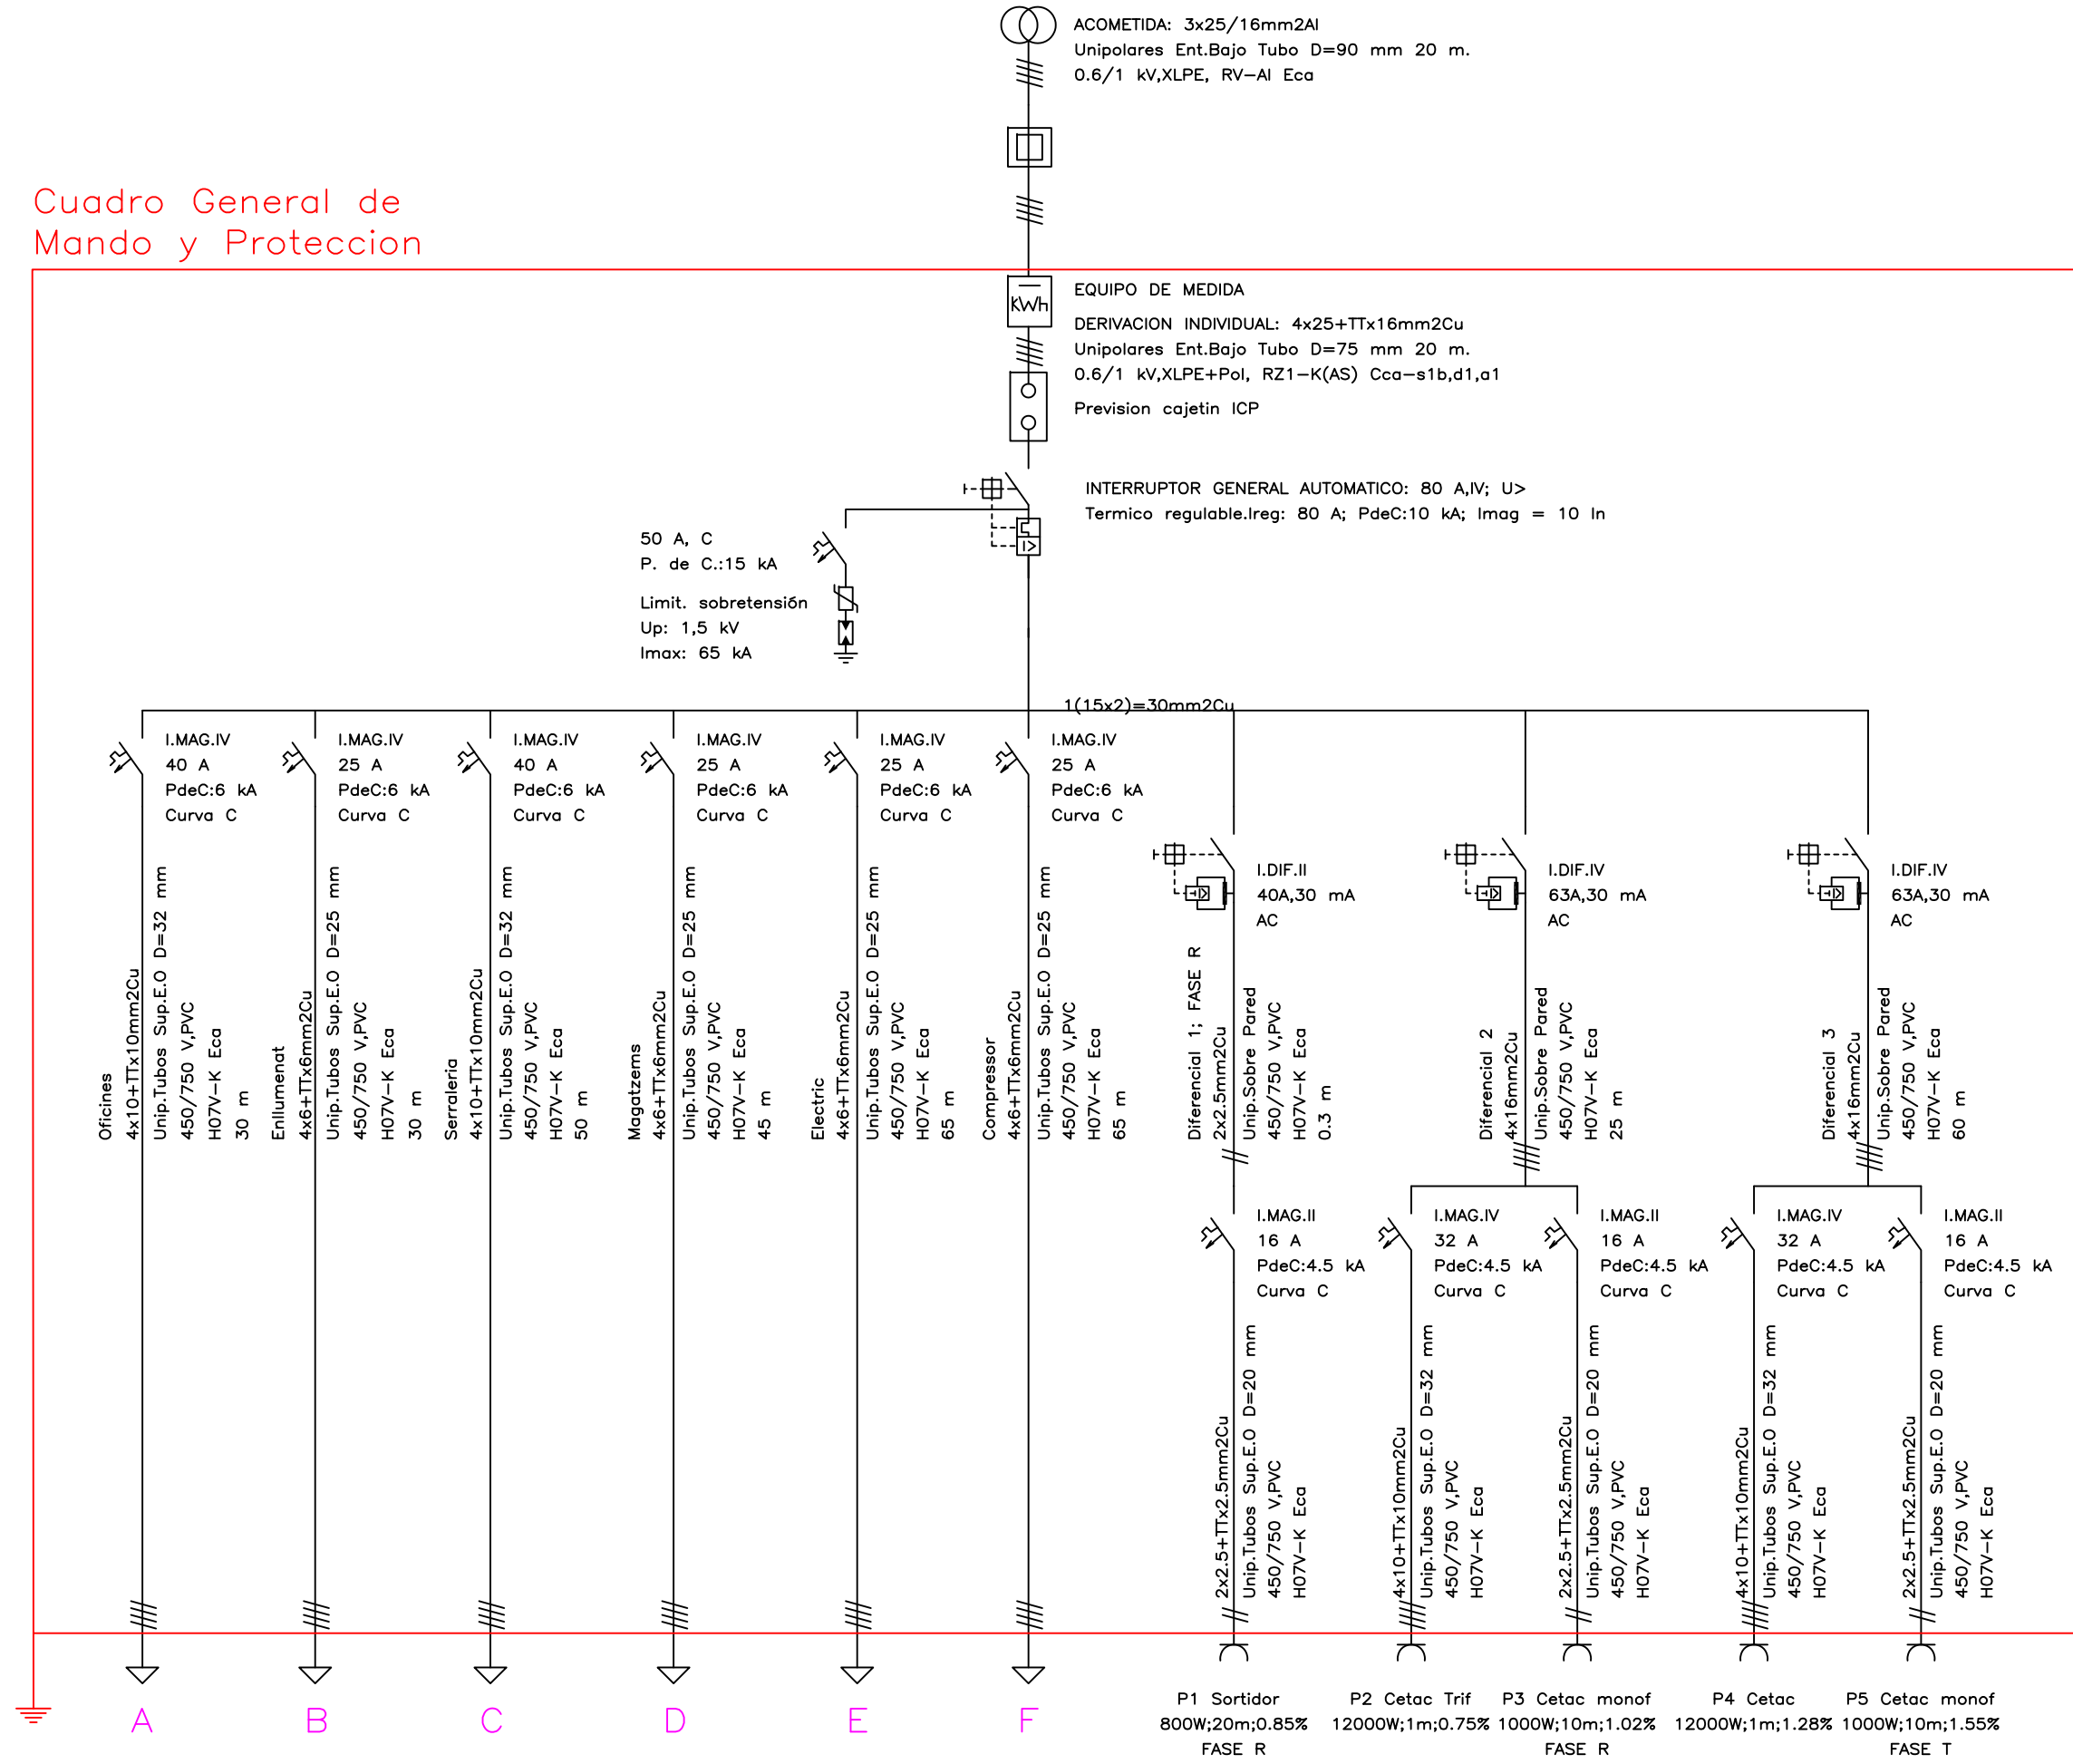 ACOMETIDA: 3x25/16mm2Al
Unipolares Ent.Bajo Tubo D=90 mm 20 m.
0.6/1 kV,XLPE, RV-Al Eca
Cuadro General de
Mando y Proteccion
KWh
EQUIPO DE MEDIDA
DERIVACION INDIVIDUAL: 4x25+TTx16mm2Cu
Unipolares Ent.Bajo Tubo D=75 mm 20 m.
0.6/1 kV,XLPE+Pol, RZ1-K(AS) Cca-s1b,d1,a1
Prevision cajetin ICP
INTERRUPTOR GENERAL AUTOMATICO: 80 A,IV; U>
Termico regulable.Ireg: 80 A; PdeC:10 kA; Imag = 10 In
I>
50 A, C
P. de C.:15 kA
Limit. sobretensión
Up: 1,5 kV
Imax: 65 kA
1(15x2)=30mm2Cu
I.MAG.IV
40 A
PdeC:6 kA
Curva C
I.MAG.IV
25 A
PdeC:6 kA
Curva C
I.MAG.IV
40 A
PdeC:6 kA
Curva C
I.MAG.IV
25 A
PdeC:6 kA
Curva C
I.MAG.IV
25 A
PdeC:6 kA
Curva C
I.MAG.IV
25 A
PdeC:6 kA
Curva C
I.DIF.II
40A,30 mA
AC
I.DIF.IV
63A,30 mA
AC
I.DIF.IV
63A,30 mA
AC
Oficines
4x10+TTx10mm2Cu
Unip.Tubos Sup.E.O D=32 mm
450/750 V,PVC
H07V-K Eca
30 m
Enllumenat
4x6+TTx6mm2Cu
Unip.Tubos Sup.E.O D=25 mm
450/750 V,PVC
H07V-K Eca
30 m
Serraleria
4x10+TTx10mm2Cu
Unip.Tubos Sup.E.O D=32 mm
450/750 V,PVC
H07V-K Eca
50 m
Magatzems
4x6+TTx6mm2Cu
Unip.Tubos Sup.E.O D=25 mm
450/750 V,PVC
H07V-K Eca
45 m
Electric
4x6+TTx6mm2Cu
Unip.Tubos Sup.E.O D=25 mm
450/750 V,PVC
H07V-K Eca
65 m
Compressor
4x6+TTx6mm2Cu
Unip.Tubos Sup.E.O D=25 mm
450/750 V,PVC
H07V-K Eca
65 m
Diferencial 1; FASE R
2x2.5mm2Cu
Unip.Sobre Pared
450/750 V,PVC
H07V-K Eca
0.3 m
Diferencial 2
4x16mm2Cu
Unip.Sobre Pared
450/750 V,PVC
H07V-K Eca
25 m
Diferencial 3
4x16mm2Cu
Unip.Sobre Pared
450/750 V,PVC
H07V-K Eca
60 m
I.MAG.II
16 A
PdeC:4.5 kA
Curva C
I.MAG.IV
32 A
PdeC:4.5 kA
Curva C
I.MAG.II
16 A
PdeC:4.5 kA
Curva C
I.MAG.IV
32 A
PdeC:4.5 kA
Curva C
I.MAG.II
16 A
PdeC:4.5 kA
Curva C
2x2.5+TTx2.5mm2Cu
Unip.Tubos Sup.E.O D=20 mm
450/750 V,PVC
H07V-K Eca
4x10+TTx10mm2Cu
Unip.Tubos Sup.E.O D=32 mm
450/750 V,PVC
H07V-K Eca
2x2.5+TTx2.5mm2Cu
Unip.Tubos Sup.E.O D=20 mm
450/750 V,PVC
H07V-K Eca
4x10+TTx10mm2Cu
Unip.Tubos Sup.E.O D=32 mm
450/750 V,PVC
H07V-K Eca
2x2.5+TTx2.5mm2Cu
Unip.Tubos Sup.E.O D=20 mm
450/750 V,PVC
H07V-K Eca
A
B
C
D
E
F
P1 Sortidor
800W;20m;0.85%
FASE R
P2 Cetac Trif
12000W;1m;0.75%
P3 Cetac monof
1000W;10m;1.02%
FASE R
P4 Cetac
12000W;1m;1.28%
P5 Cetac monof
1000W;10m;1.55%
FASE T